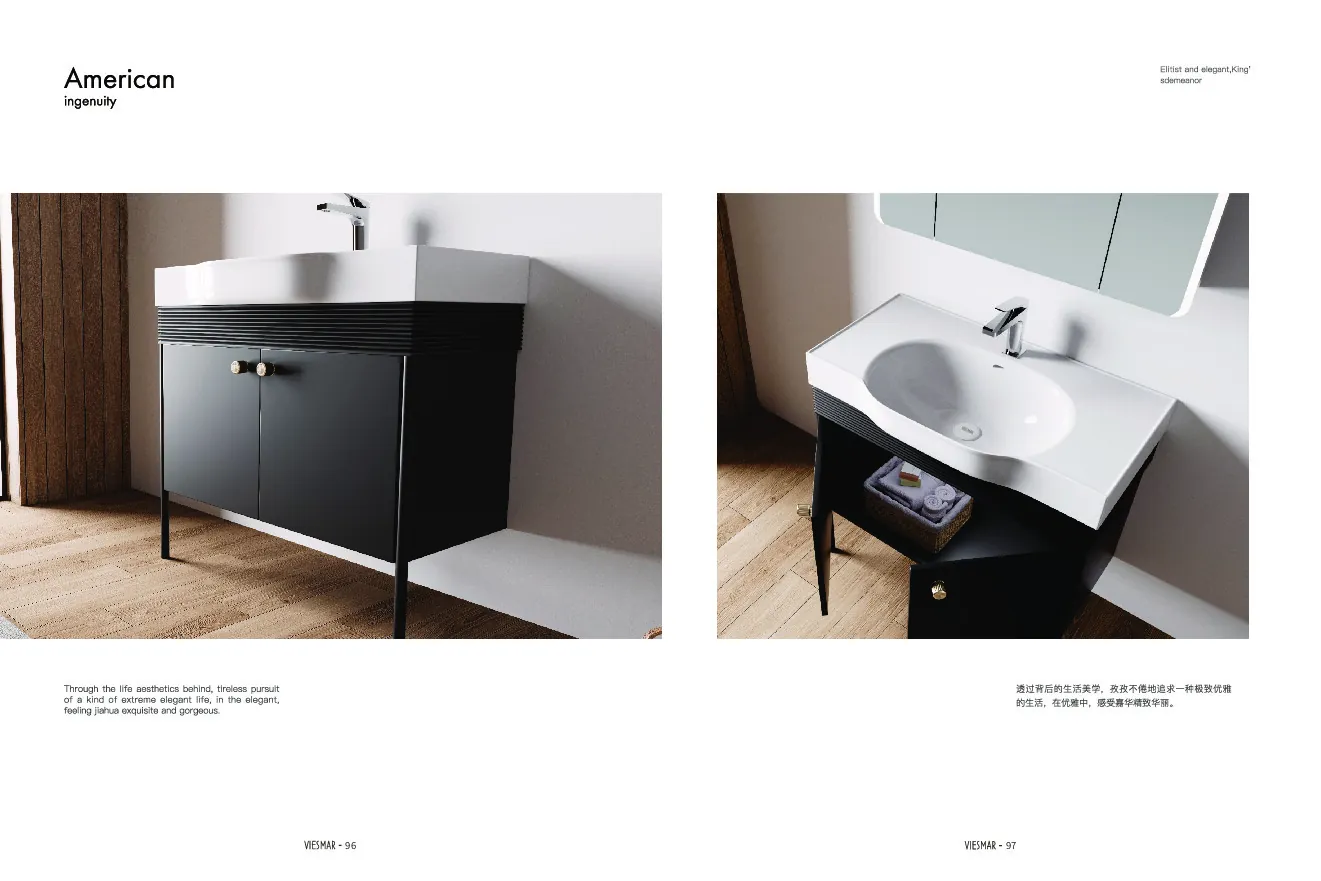 American
ingenuity
Elitist and elegant,King'
sdemeanor
Through the life aesthetics behind, tireless pursuit
of a kind of extreme elegant life, in the elegant,
feeling jiahua exquisite and gorgeous.
透过背后的生活美学，孜孜不倦地追求一种极致优雅
的生活，在优雅中，感受嘉华精致华丽。
VIESMAR - 96
VIESMAR - 97